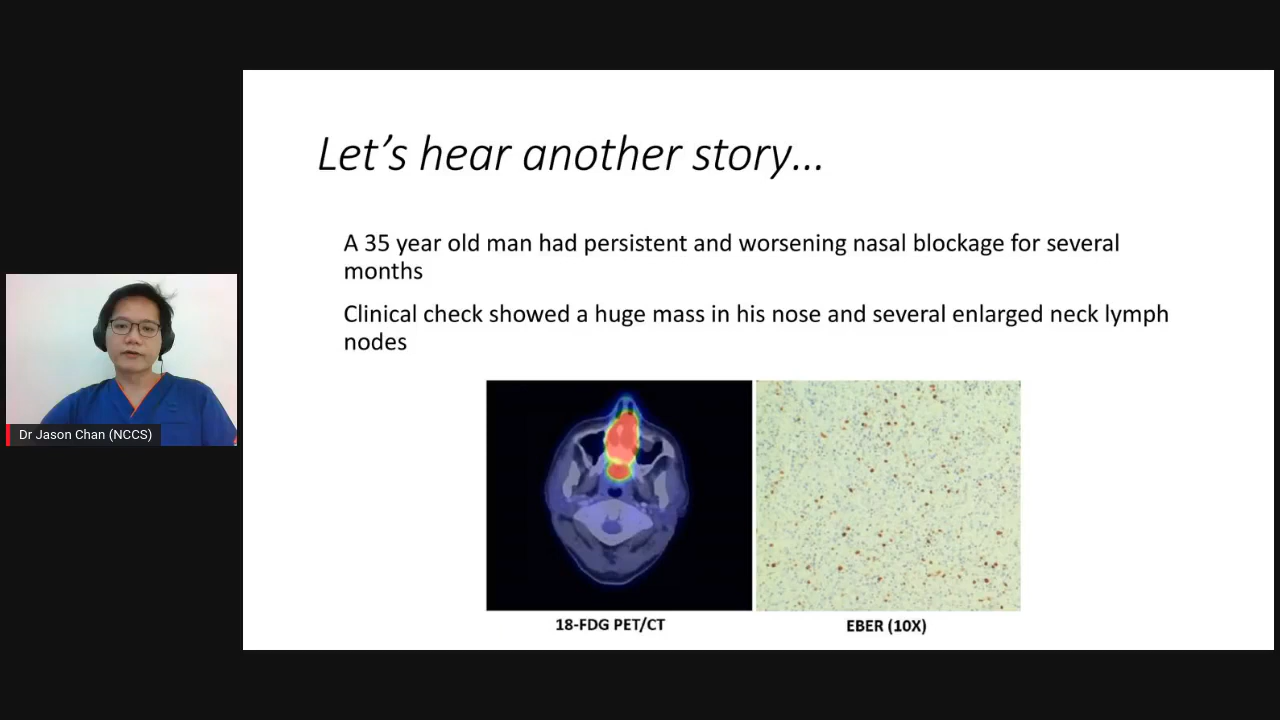 Let's hear another story...
A 35 year old man had persistent and worsening nasal blockage for several
months
Clinical check showed a huge mass in his nose and several enlarged neck lymph
nodes
18-FDG PET/CT
EBER (10X)
Dr Jason Chan (NCCS)